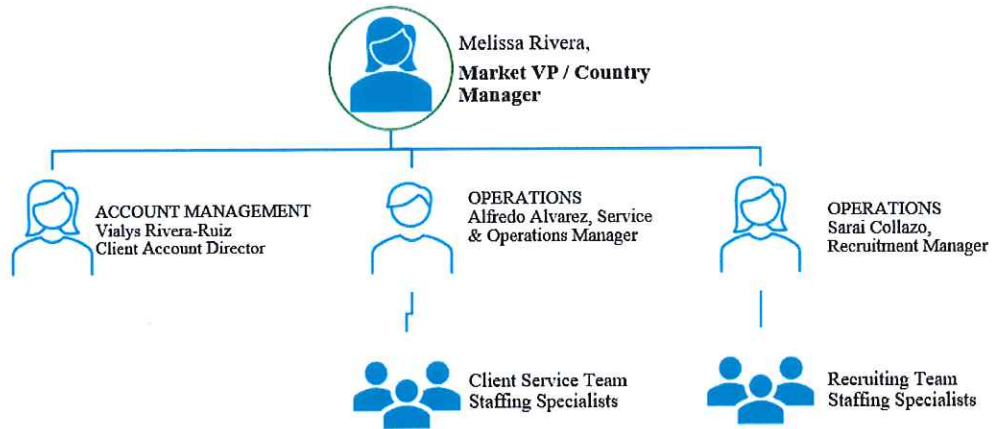 Melissa Rivera,
Market VP / Country
Manager
ACCOUNT MANAGEMENT
Vialys Rivera-Ruiz
Client Account Director
OPERATIONS
Alfredo Alvarez, Service
& Operations Manager
OPERATIONS
Sarai Collazo,
Recruitment Manager
Client Service Team
Staffing Specialists
Recruiting Team
Staffing Specialists